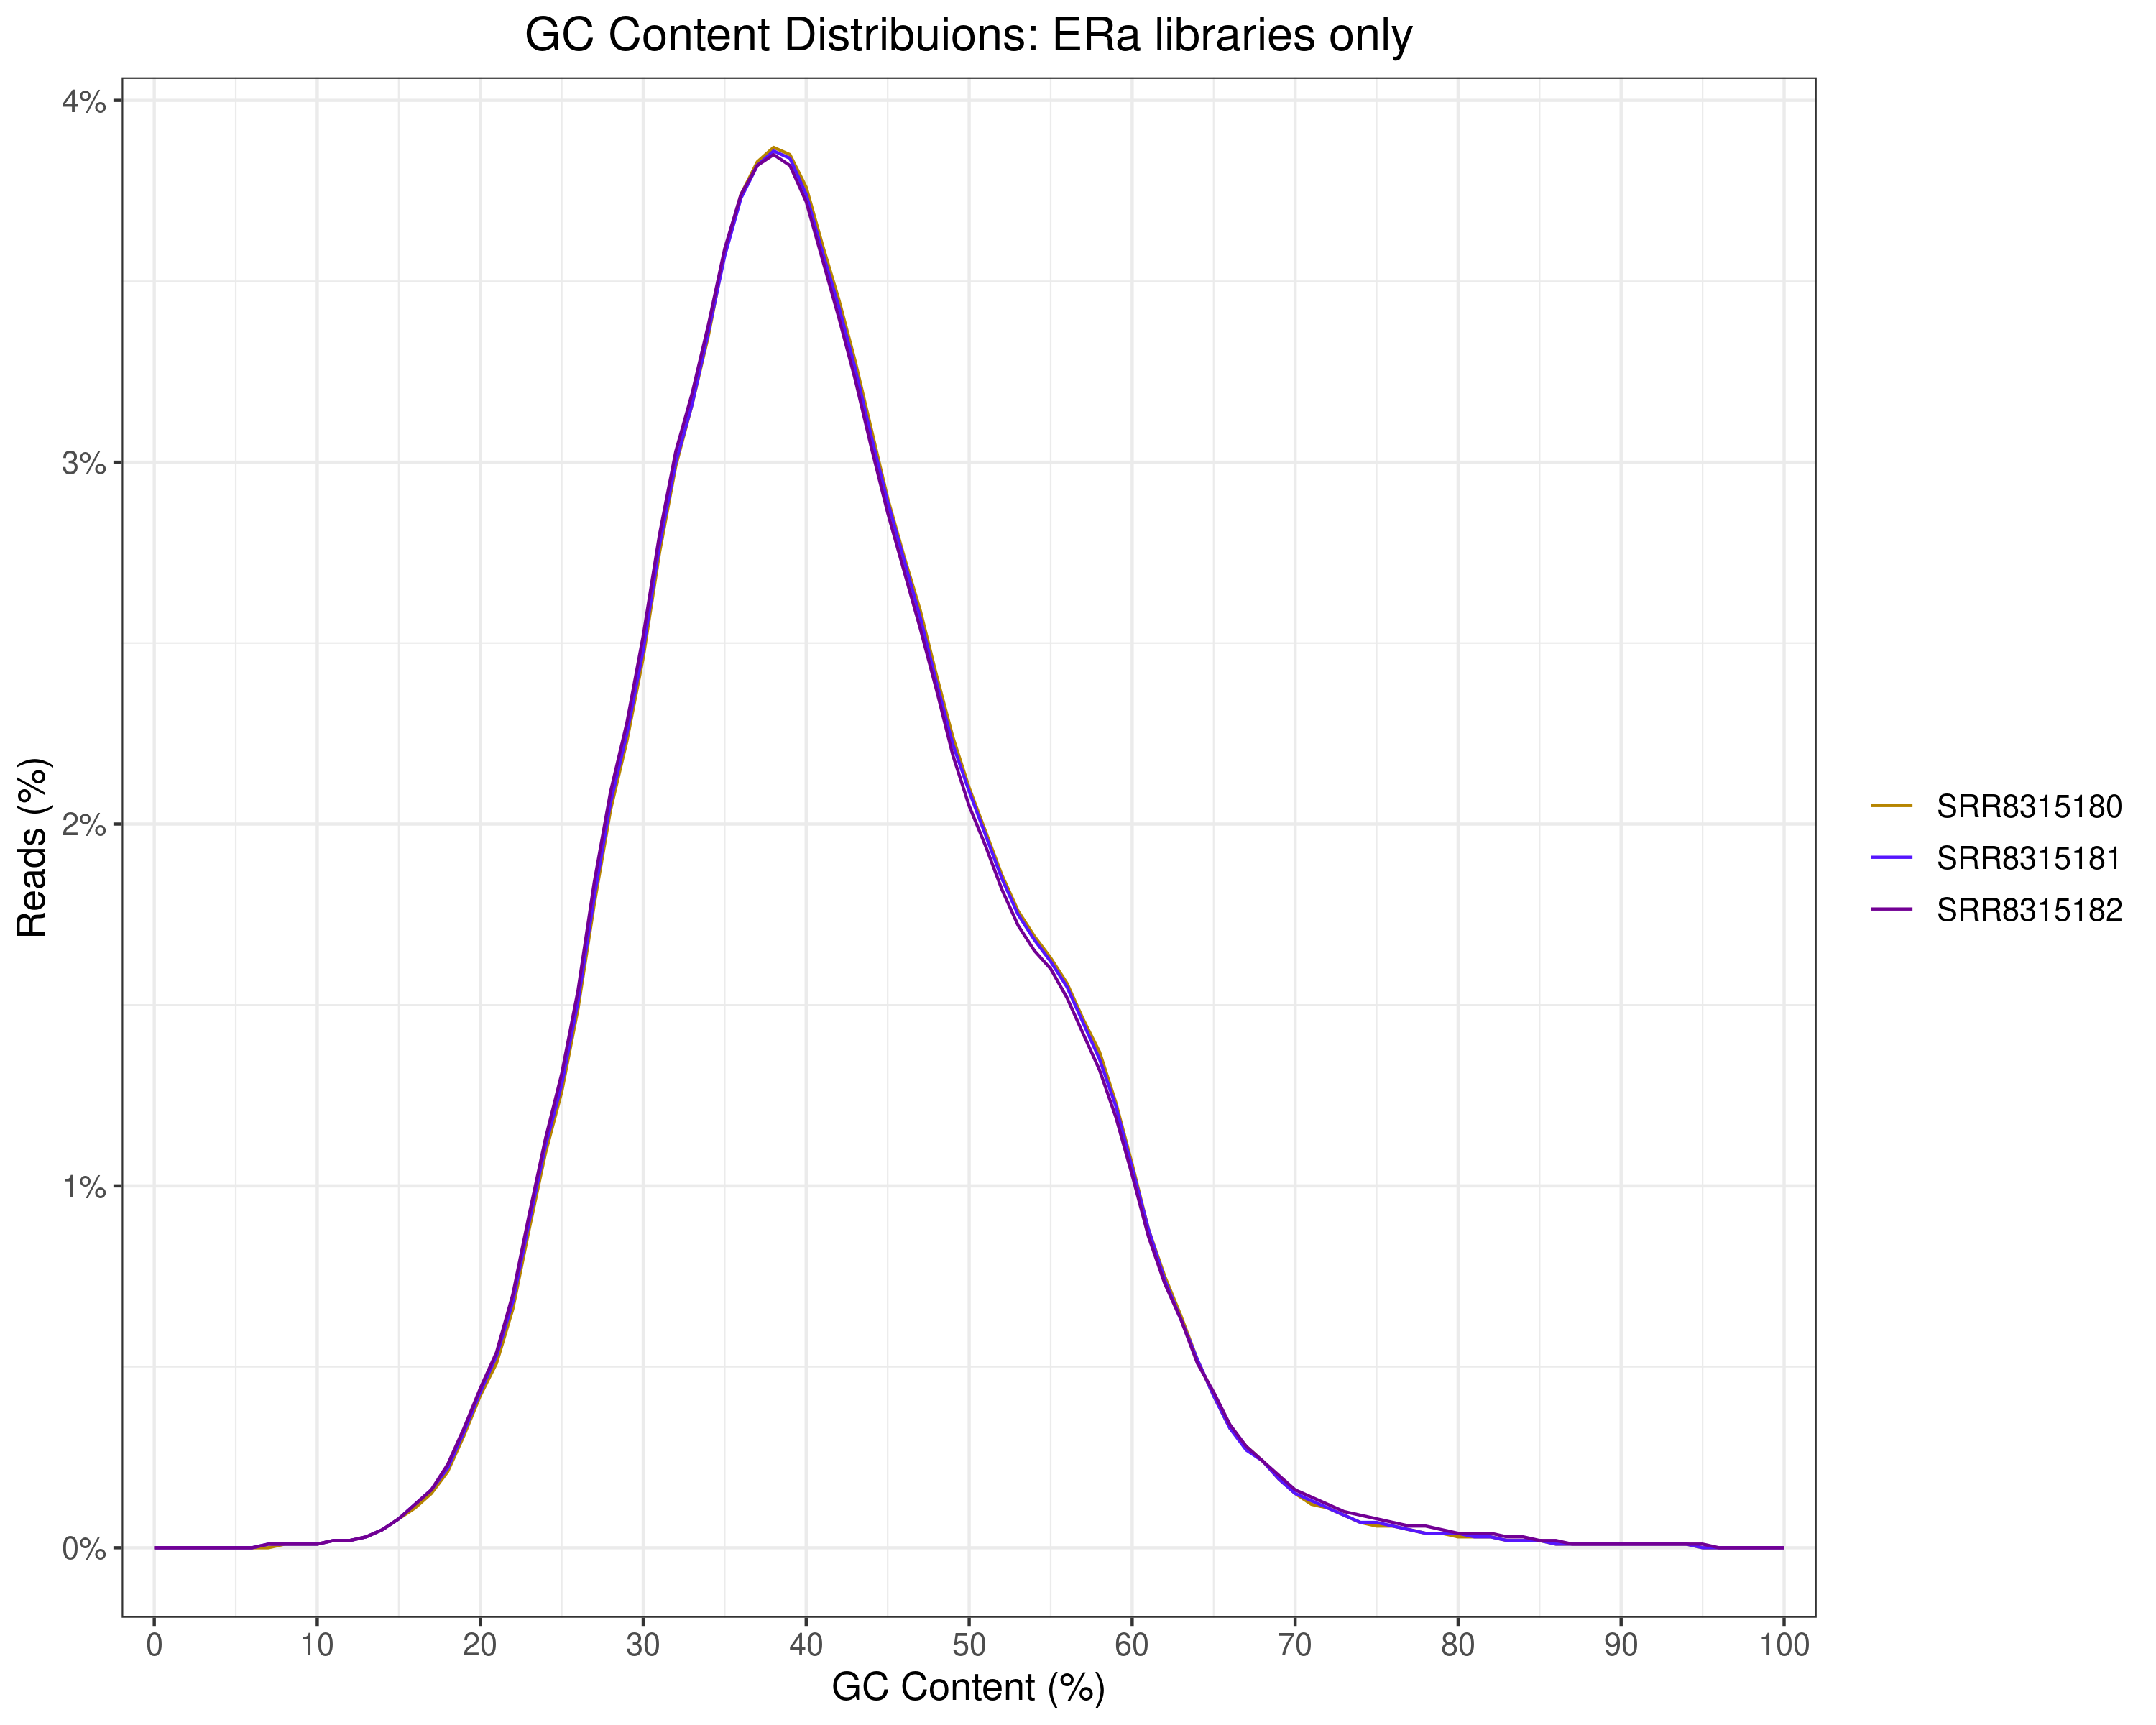 GC Content Distribuions: ERa libraries only
4%
3%
2%
1%
0%
Reads (%)
0 10 20 30 40 50 60 70 80 90 100
GC Content (%)
SRR8315180
SRR8315181
SRR8315182